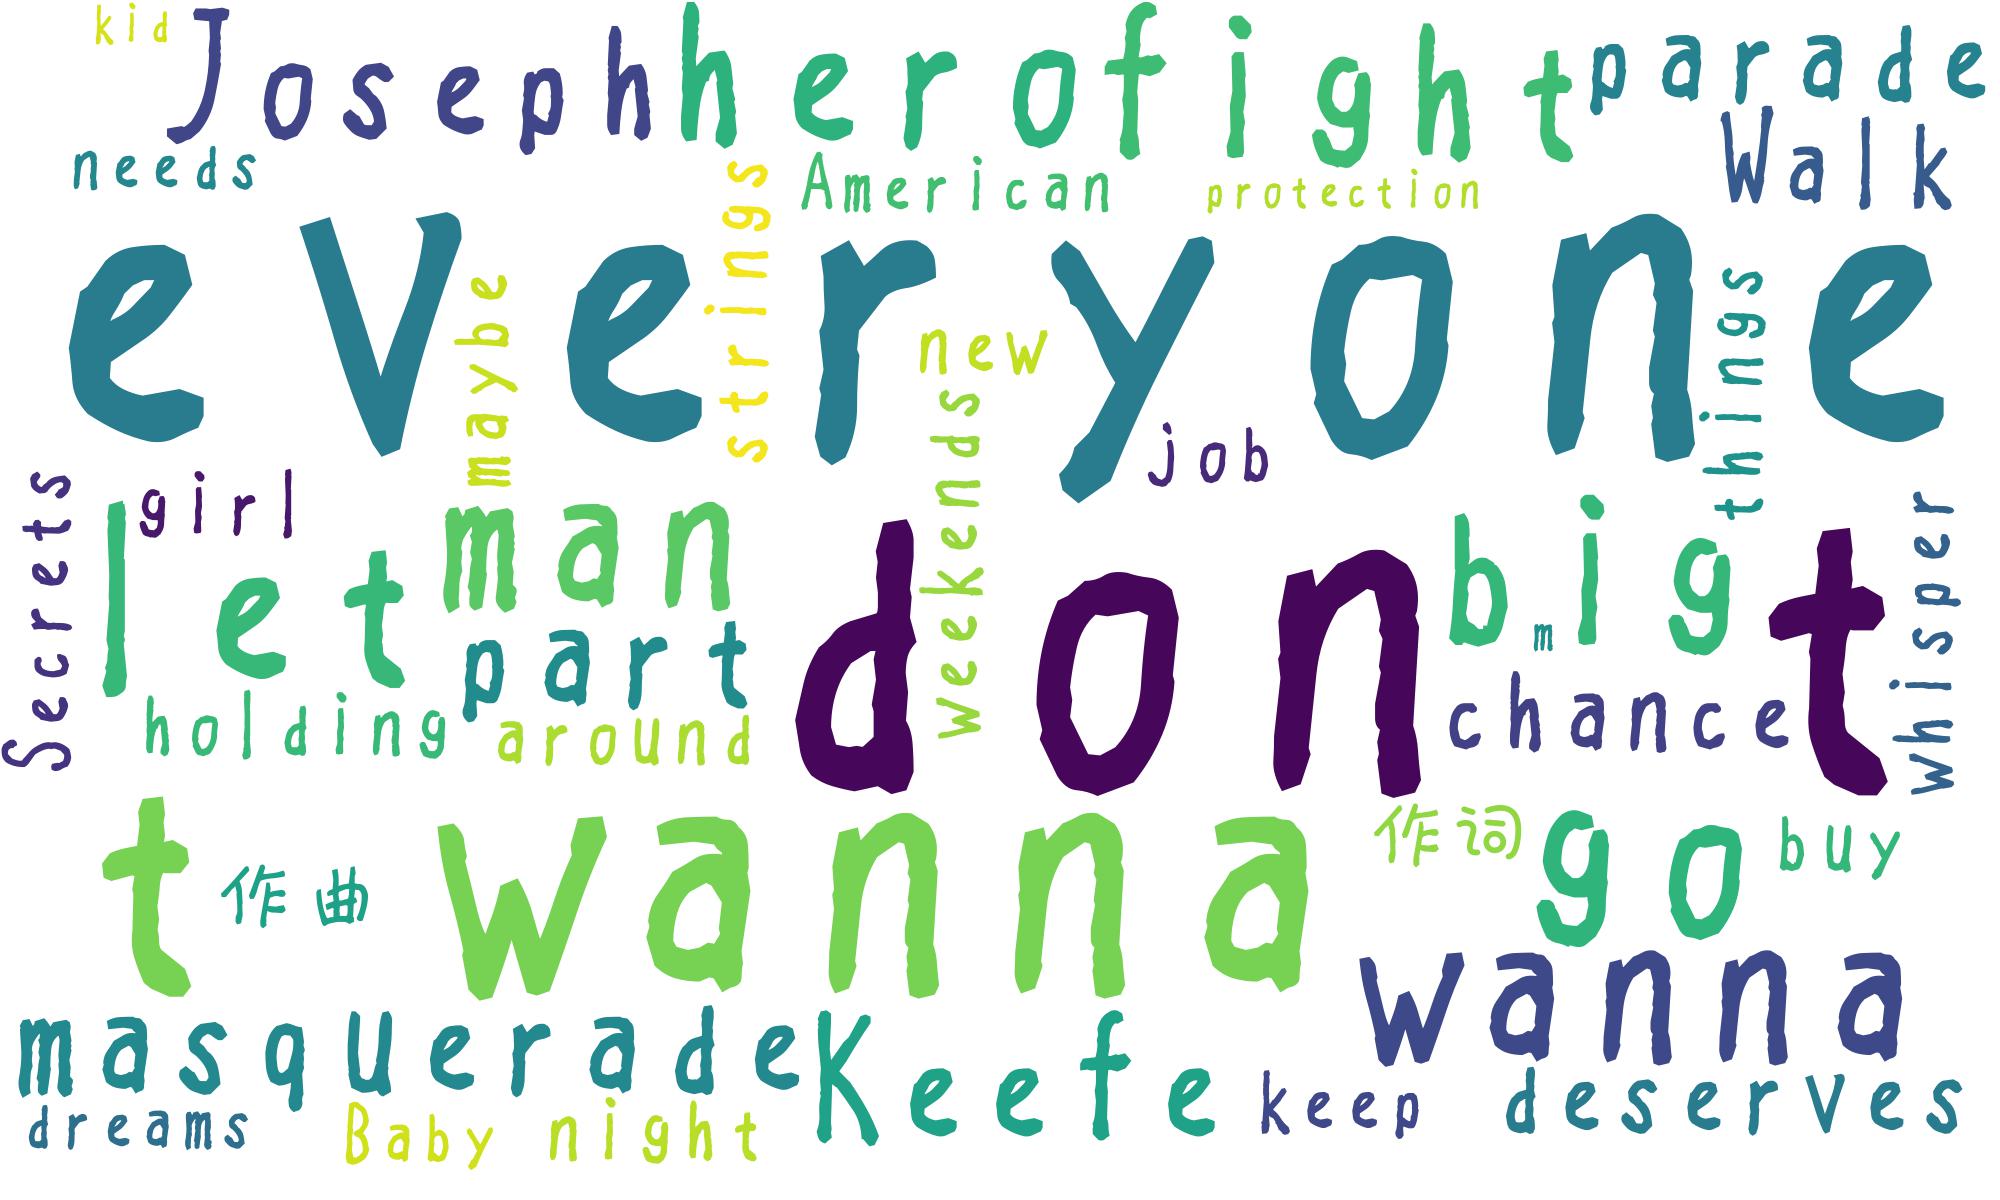 kid
Joseph
hero
fight
parade
needs
strings
American
protection
Walk
everyone
maybe
new
things
job
Secrets
girl
let
man
weekends
don t
big
m
whisper
part
chance
holding
around
t wanna
作曲
作词
go
buy
wanna
masquerade
Keefe
keep
deserves
dreams
Baby
night